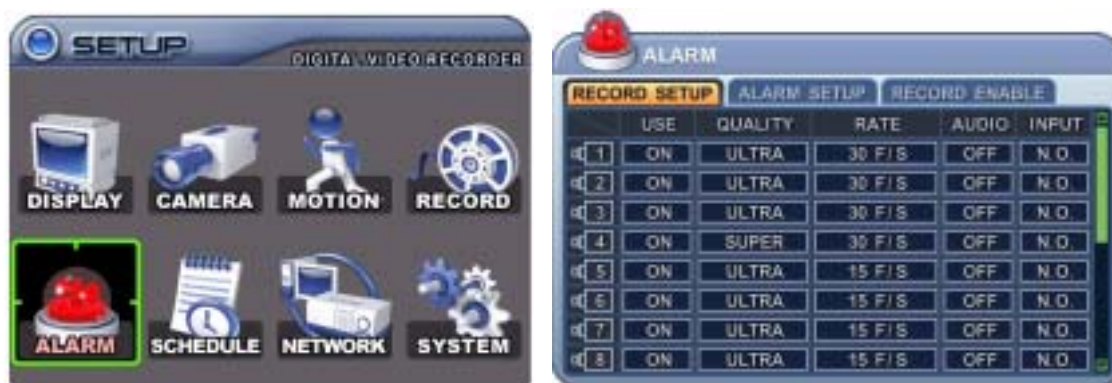 SETUP
DIGITAL VIDEO RECORDER
DISPLAY CAMERA MOTION RECORD
ALARM SCHEDULE NETWORK SYSTEM
ALARM
RECORD SETUP ALARM SETUP RECORD ENABLE
USE QUALITY RATE AUDIO INPUT
1 ON ULTRA 30 F/S OFF N.O.
2 ON ULTRA 30 F/S OFF N.O.
3 ON ULTRA 30 F/S OFF N.O.
4 ON SUPER 30 F/S OFF N.O.
5 ON ULTRA 15 F/S OFF N.O.
6 ON ULTRA 15 F/S OFF N.O.
7 ON ULTRA 15 F/S OFF N.O.
8 ON ULTRA 15 F/S OFF N.O.